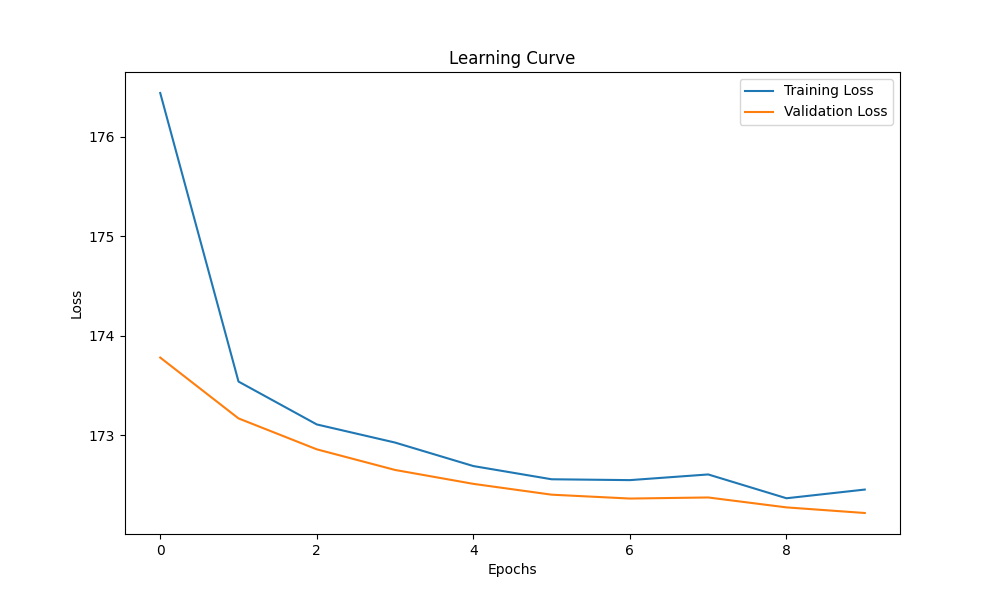 Learning Curve
Training Loss
Validation Loss
176
175
174
173
Loss
0 2 4 6 8
Epochs